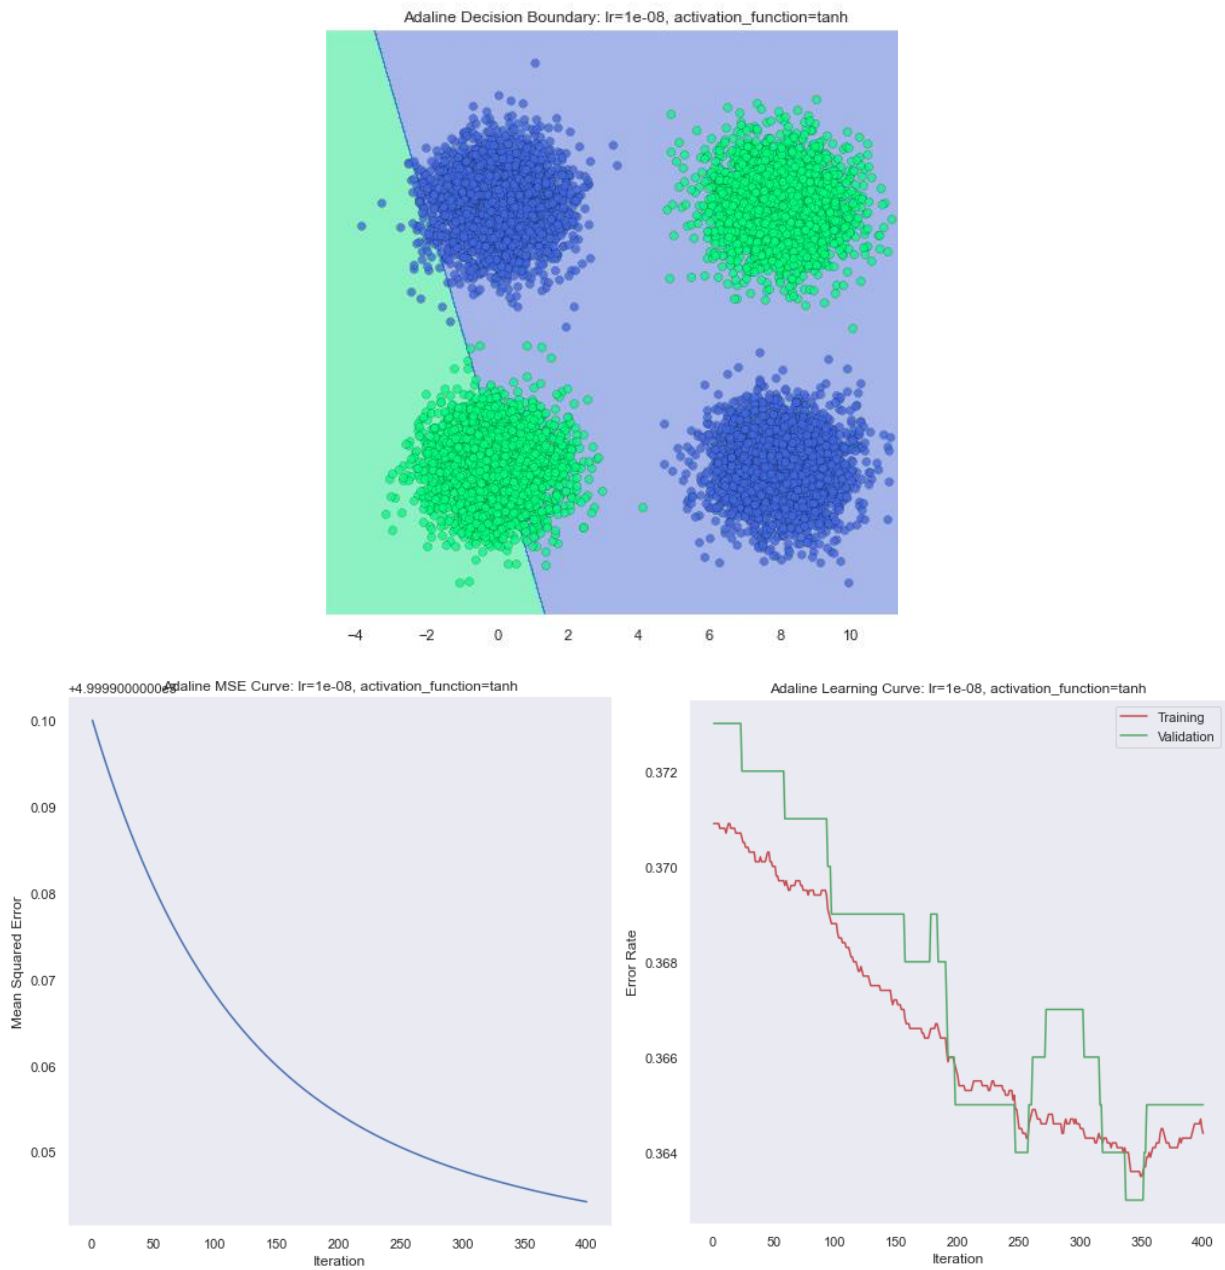 Adaline Decision Boundary: lr=1e-08, activation_function=tanh
−4 −2 0 2 4 6 8 10
Adaline MSE Curve: lr=1e-08, activation_function=tanh
0.10
0.09
0.08
0.07
0.06
0.05
Mean Squared Error
0 50 100 150 200 250 300 350 400
Iteration
Adaline Learning Curve: lr=1e-08, activation_function=tanh
Training
Validation
0.372
0.370
0.368
0.366
0.364
Error Rate
0 50 100 150 200 250 300 350 400
Iteration